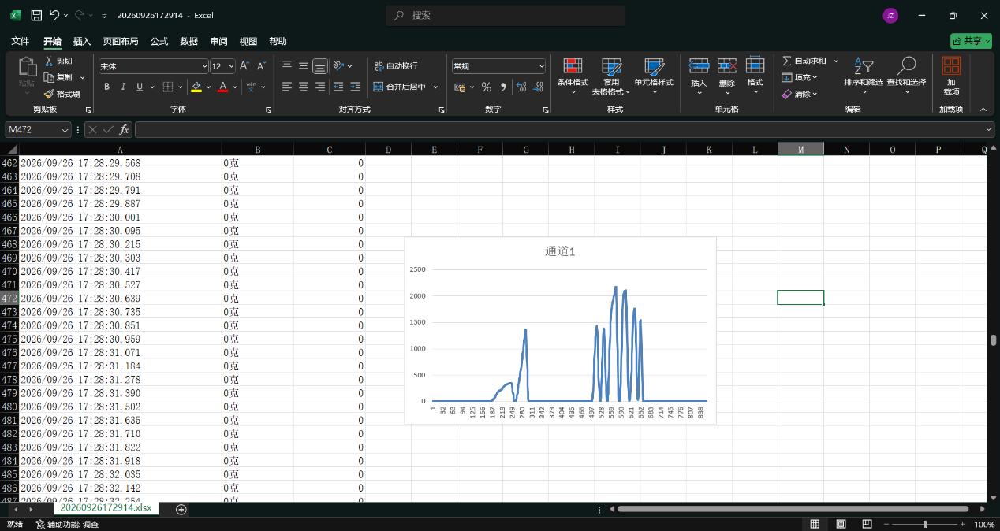 20260926172914 - Excel
搜索
JZ
文件 开始 插入 页面布局 公式 数据 审阅 视图 帮助
共享
粘贴
剪切
复制
格式刷
剪贴板
宋体 12
B I U
wén
文
字体
自动换行
合并后居中
对齐方式
常规
数字
条件格式
套用
表格格式
单元格样式
样式
插入 删除 格式
单元格
自动求和
填充
清除
排序和筛选 查找和选择
编辑
加
载项
加载项
M472
fx
A B C D E F G H I J K L M N O P Q
462 2026/09/26 17:28:29.568 0克 0
463 2026/09/26 17:28:29.708 0克 0
464 2026/09/26 17:28:29.791 0克 0
465 2026/09/26 17:28:29.887 0克 0
466 2026/09/26 17:28:30.001 0克 0
467 2026/09/26 17:28:30.095 0克 0
468 2026/09/26 17:28:30.215 0克 0
469 2026/09/26 17:28:30.303 0克 0
470 2026/09/26 17:28:30.417 0克 0
471 2026/09/26 17:28:30.527 0克 0
472 2026/09/26 17:28:30.639 0克 0
473 2026/09/26 17:28:30.735 0克 0
474 2026/09/26 17:28:30.851 0克 0
475 2026/09/26 17:28:30.959 0克 0
476 2026/09/26 17:28:31.071 0克 0
477 2026/09/26 17:28:31.184 0克 0
478 2026/09/26 17:28:31.278 0克 0
479 2026/09/26 17:28:31.390 0克 0
480 2026/09/26 17:28:31.502 0克 0
481 2026/09/26 17:28:31.635 0克 0
482 2026/09/26 17:28:31.710 0克 0
483 2026/09/26 17:28:31.822 0克 0
484 2026/09/26 17:28:31.918 0克 0
485 2026/09/26 17:28:32.035 0克 0
486 2026/09/26 17:28:32.142 0克 0
487 2026/09/26 17:28:32.254 0克 0
通道1
2500
2000
1500
1000
500
0
1 32 63 94 125 156 187 218 249 280 311 342 373 404 435 466 497 528 559 590 621 652 683 714 745 776 807 838
20260926172914.xlsx
就绪 辅助功能: 调查
100%